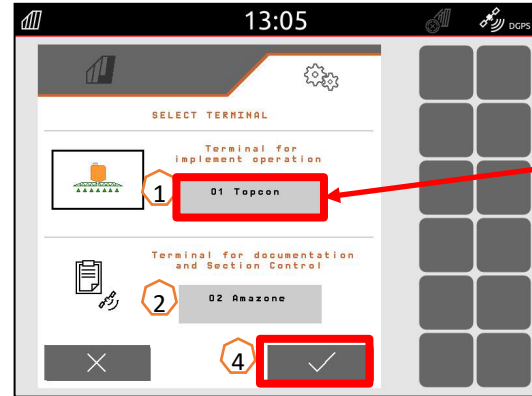 13:05
DGPS
SELECT TERMINAL
Terminal for
implement operation
1
01 Topcon
Terminal for documentation
and Section Control
2
02 Amazone
4